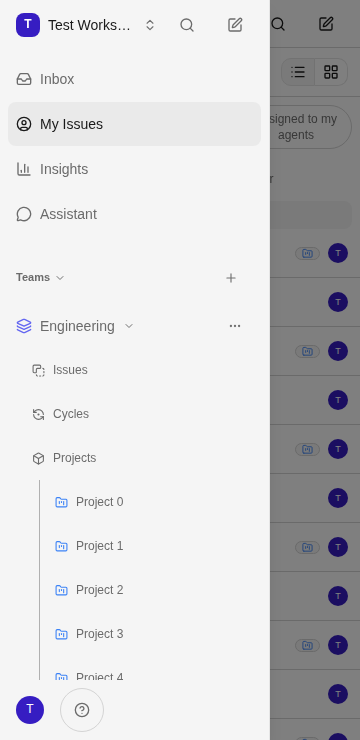 T
Test Works...
Inbox
My Issues
Insights
Assistant
Teams
Engineering
Issues
Cycles
Projects
Project 0
Project 1
Project 2
Project 3
Project 4
T
signed to my
agents
r
T
T
T
T
T
T
T
T
T
T